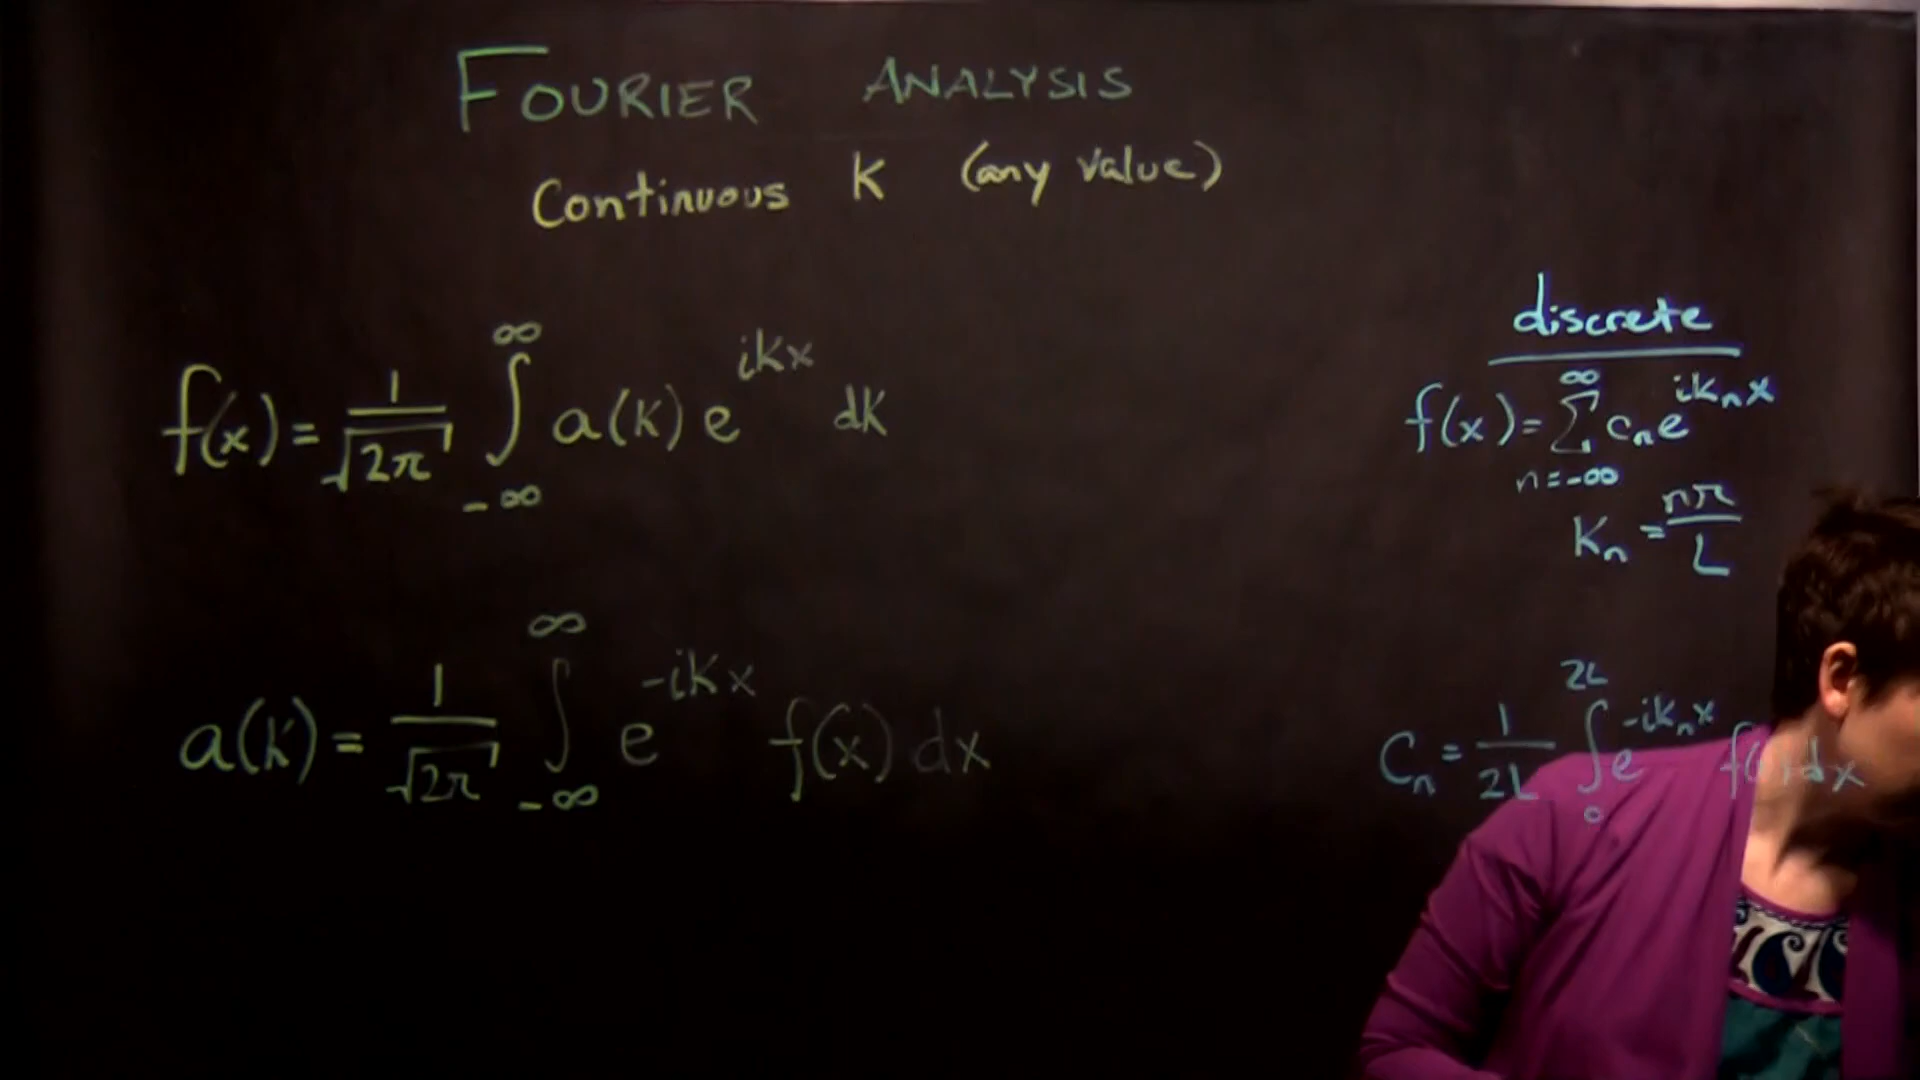 FOURIER ANALYSIS
Continuous K (any value)
f(x) = 1/√2π ∫_{-∞}^{∞} a(k) e^{ikx} dk
a(k) = 1/√2π ∫_{-∞}^{∞} e^{-ikx} f(x) dx
discrete
f(x) = ∑_{n=-∞}^{∞} c_n e^{ik_n x}
K_n = nπ/L
C_n = 1/2L ∫_0^{2L} e^{-ik_n x} f(x) dx